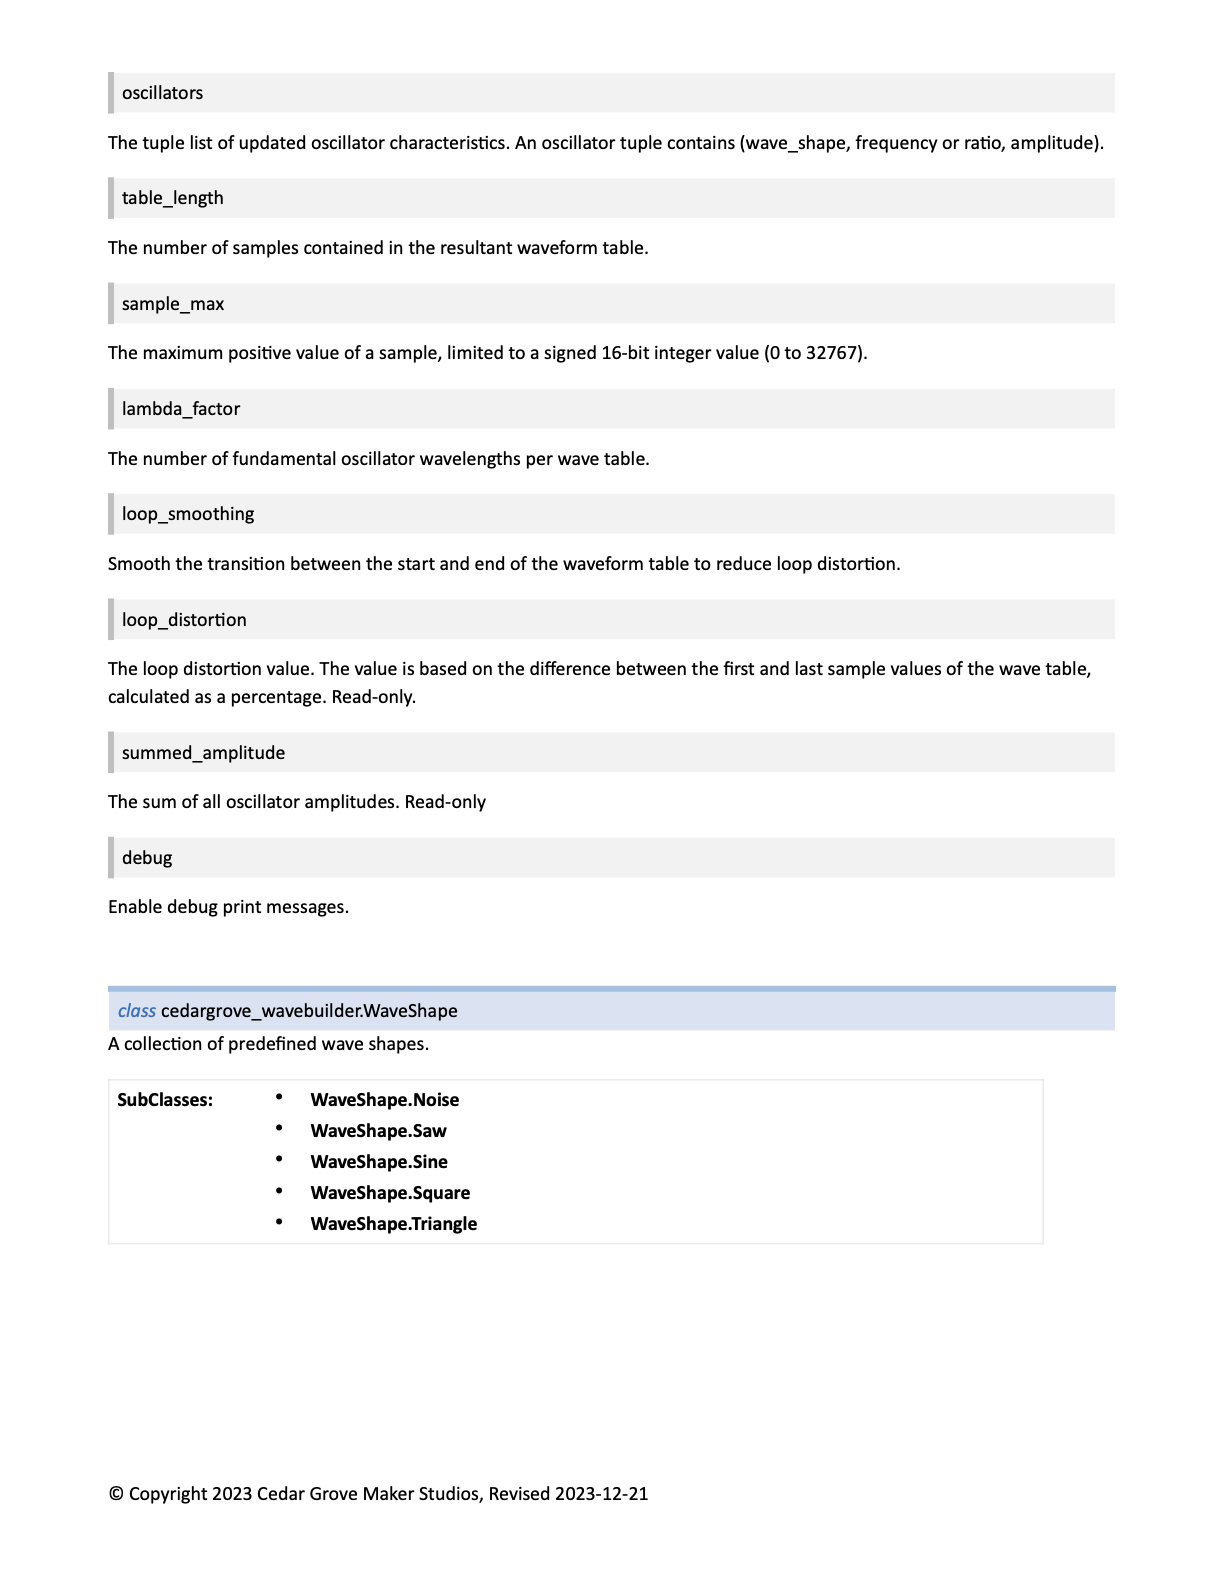 oscillators
The tuple list of updated oscillator characteristics. An oscillator tuple contains (wave_shape, frequency or ratio, amplitude).
table_length
The number of samples contained in the resultant waveform table.
sample_max
The maximum positive value of a sample, limited to a signed 16-bit integer value (0 to 32767).
lambda_factor
The number of fundamental oscillator wavelengths per wave table.
loop_smoothing
Smooth the transition between the start and end of the waveform table to reduce loop distortion.
loop_distortion
The loop distortion value. The value is based on the difference between the first and last sample values of the wave table,
calculated as a percentage. Read-only.
summed_amplitude
The sum of all oscillator amplitudes. Read-only
debug
Enable debug print messages.
class cedargrove_wavebuilder.WaveShape
A collection of predefined wave shapes.
SubClasses: • WaveShape.Noise
• WaveShape.Saw
• WaveShape.Sine
• WaveShape.Square
• WaveShape.Triangle
© Copyright 2023 Cedar Grove Maker Studios, Revised 2023-12-21